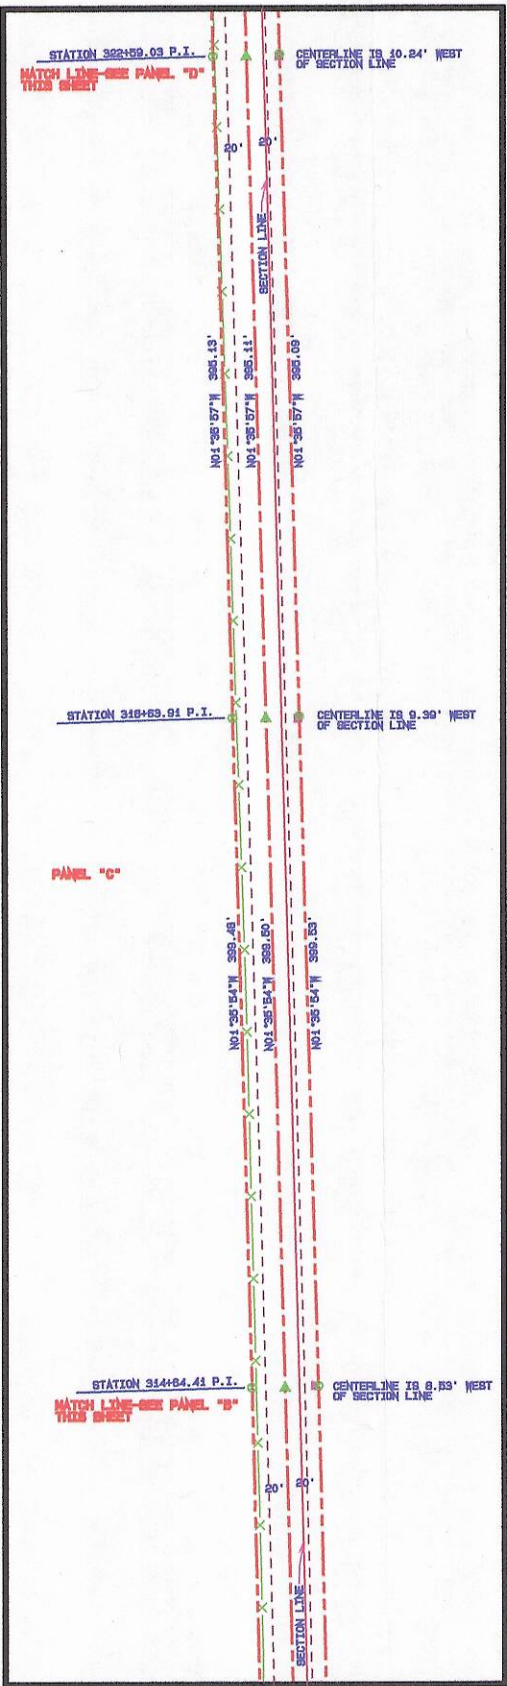 STATION 322+59.03 P.I.
CENTERLINE IS 10.24' WEST
OF SECTION LINE
MATCH LINE-SEE PANEL "D"
THIS SHEET
20'
20'
SECTION LINE
N01°35'57"W 395.13'
N01°35'57"W 395.11'
N01°35'57"W 395.09'
STATION 318+63.91 P.I.
CENTERLINE IS 9.39' WEST
OF SECTION LINE
PANEL "C"
N01°35'54"W 399.48'
N01°35'54"W 399.50'
N01°35'54"W 399.53'
STATION 314+64.41 P.I.
CENTERLINE IS 8.53' WEST
OF SECTION LINE
MATCH LINE-SEE PANEL "B"
THIS SHEET
20'
20'
SECTION LINE